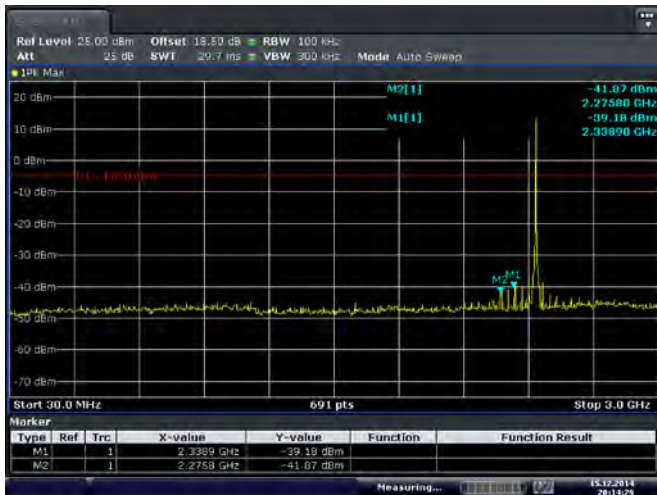 Ref Level 25.00 dBm Offset 18.50 dB RBW 100 kHz
Att 25 dB SWT 29.7 ms VBW 300 kHz Mode Auto Sweep
1Pk Max
M2[1] -41.87 dBm
2.27580 GHz
M1[1] -39.18 dBm
2.33890 GHz
20 dBm
10 dBm
0 dBm
-10 dBm
-20 dBm
-30 dBm
-40 dBm
-50 dBm
-60 dBm
-70 dBm
M2 M1
Start 30.0 MHz 691 pts Stop 3.0 GHz
Marker
Type Ref Trc X-value Y-value Function Function Result
M1 1 2.3389 GHz -39.18 dBm
M2 1 2.2758 GHz -41.87 dBm
Measuring... 15.12.2014
20:14:29